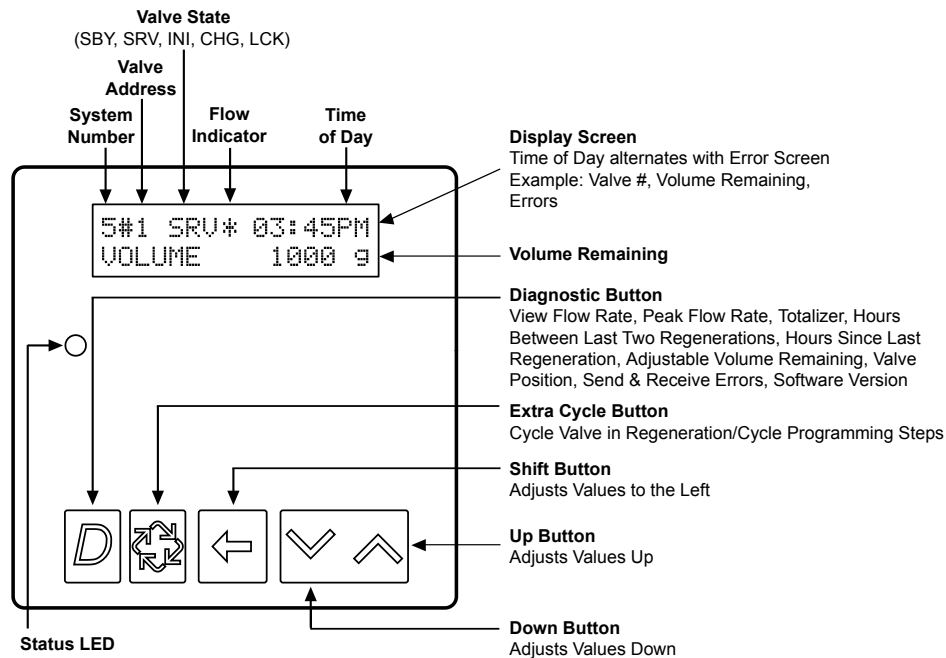 Valve State
(SBY, SRV, INI, CHG, LCK)
Valve
Address
System
Number
Flow
Indicator
Time
of Day
5#1 SRV* 03:45PM
VOLUME 1000 g
Display Screen
Time of Day alternates with Error Screen
Example: Valve #, Volume Remaining,
Errors
Volume Remaining
Diagnostic Button
View Flow Rate, Peak Flow Rate, Totalizer, Hours
Between Last Two Regenerations, Hours Since Last
Regeneration, Adjustable Volume Remaining, Valve
Position, Send & Receive Errors, Software Version
Extra Cycle Button
Cycle Valve in Regeneration/Cycle Programming Steps
Shift Button
Adjusts Values to the Left
D
Up Button
Adjusts Values Up
Down Button
Adjusts Values Down
Status LED